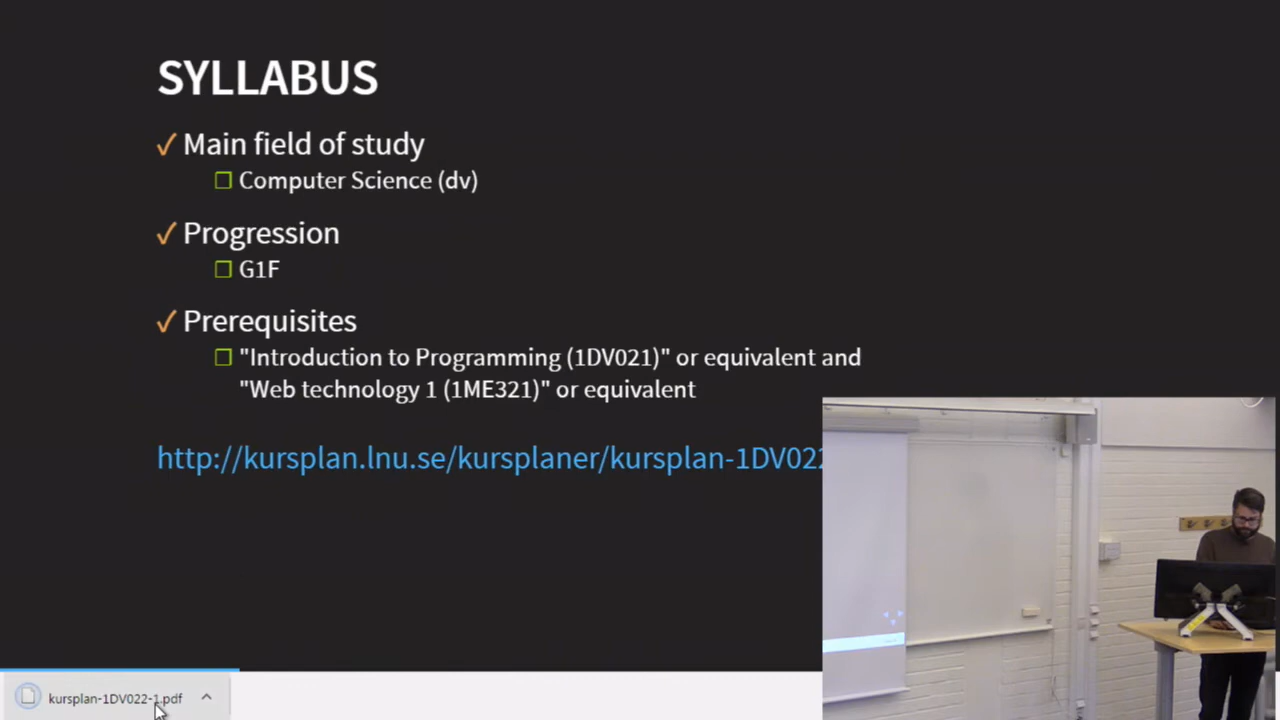 SYLLABUS
✓ Main field of study
❒ Computer Science (dv)
✓ Progression
❒ G1F
✓ Prerequisites
❒ "Introduction to Programming (1DV021)" or equivalent and
"Web technology 1 (1ME321)" or equivalent
http://kursplan.lnu.se/kursplaner/kursplan-1DV022
kursplan-1DV022-1.pdf